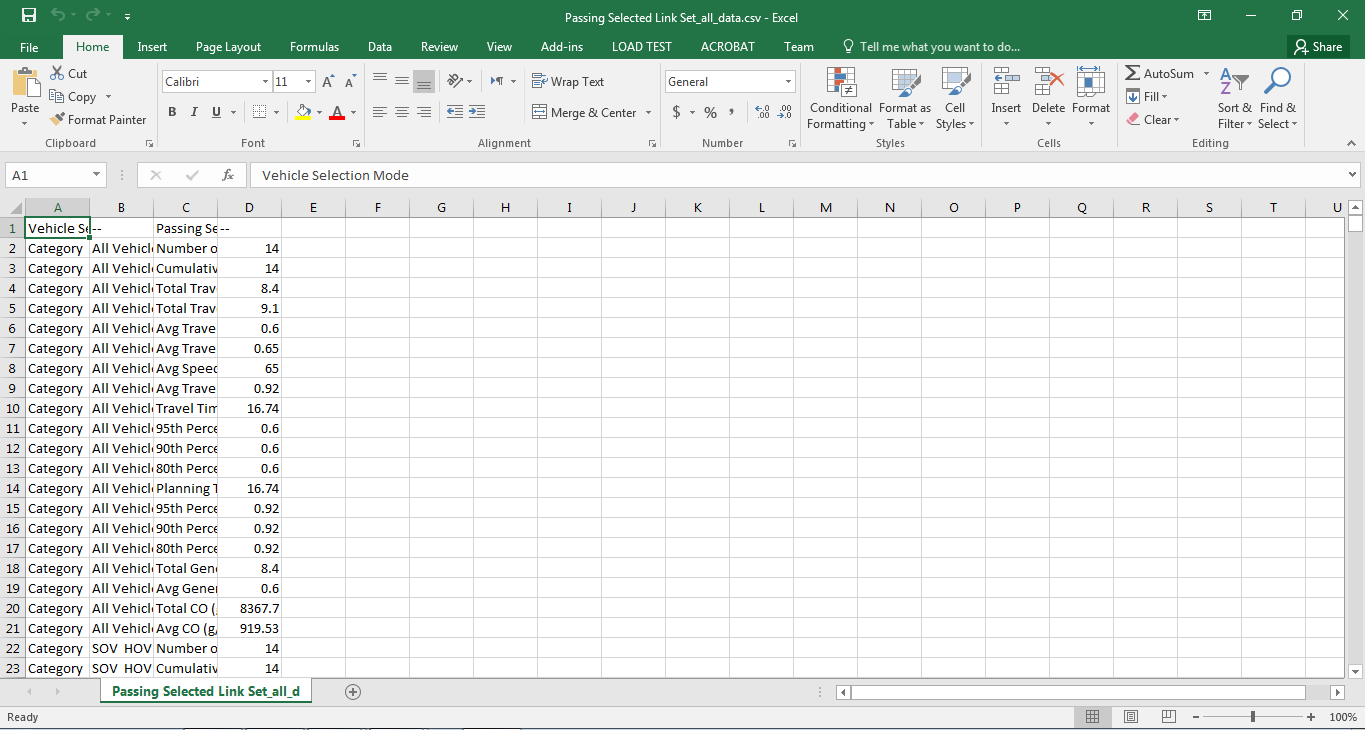 Passing Selected Link Set_all_data.csv - Excel
File Home Insert Page Layout Formulas Data Review View Add-ins LOAD TEST ACROBAT Team Tell me what you want to do... Share
Paste
Cut
Copy
Format Painter
Clipboard
Calibri 11 A A
B I U A
Font
Wrap Text
Merge & Center
Alignment
General
$ % ,
Number
Conditional Formatting
Format as Table
Cell Styles
Styles
Insert Delete Format
Cells
AutoSum
Fill
Clear
Sort & Filter
Find & Select
Editing
A1 fx Vehicle Selection Mode
A B C D E F G H I J K L M N O P Q R S T U
1 Vehicle Se -- Passing Se --
2 Category All Vehicl Number o 14
3 Category All Vehicl Cumulativ 14
4 Category All Vehicl Total Trav 8.4
5 Category All Vehicl Total Trav 9.1
6 Category All Vehicl Avg Trave 0.6
7 Category All Vehicl Avg Trave 0.65
8 Category All Vehicl Avg Speed 65
9 Category All Vehicl Avg Trave 0.92
10 Category All Vehicl Travel Tim 16.74
11 Category All Vehicl 95th Perce 0.6
12 Category All Vehicl 90th Perce 0.6
13 Category All Vehicl 80th Perce 0.6
14 Category All Vehicl Planning T 16.74
15 Category All Vehicl 95th Perce 0.92
16 Category All Vehicl 90th Perce 0.92
17 Category All Vehicl 80th Perce 0.92
18 Category All Vehicl Total Gene 8.4
19 Category All Vehicl Avg Gener 0.6
20 Category All Vehicl Total CO (g 8367.7
21 Category All Vehicl Avg CO (g/ 919.53
22 Category SOV HOV Number o 14
23 Category SOV HOV Cumulativ 14
Passing Selected Link Set_all_d
Ready 100%